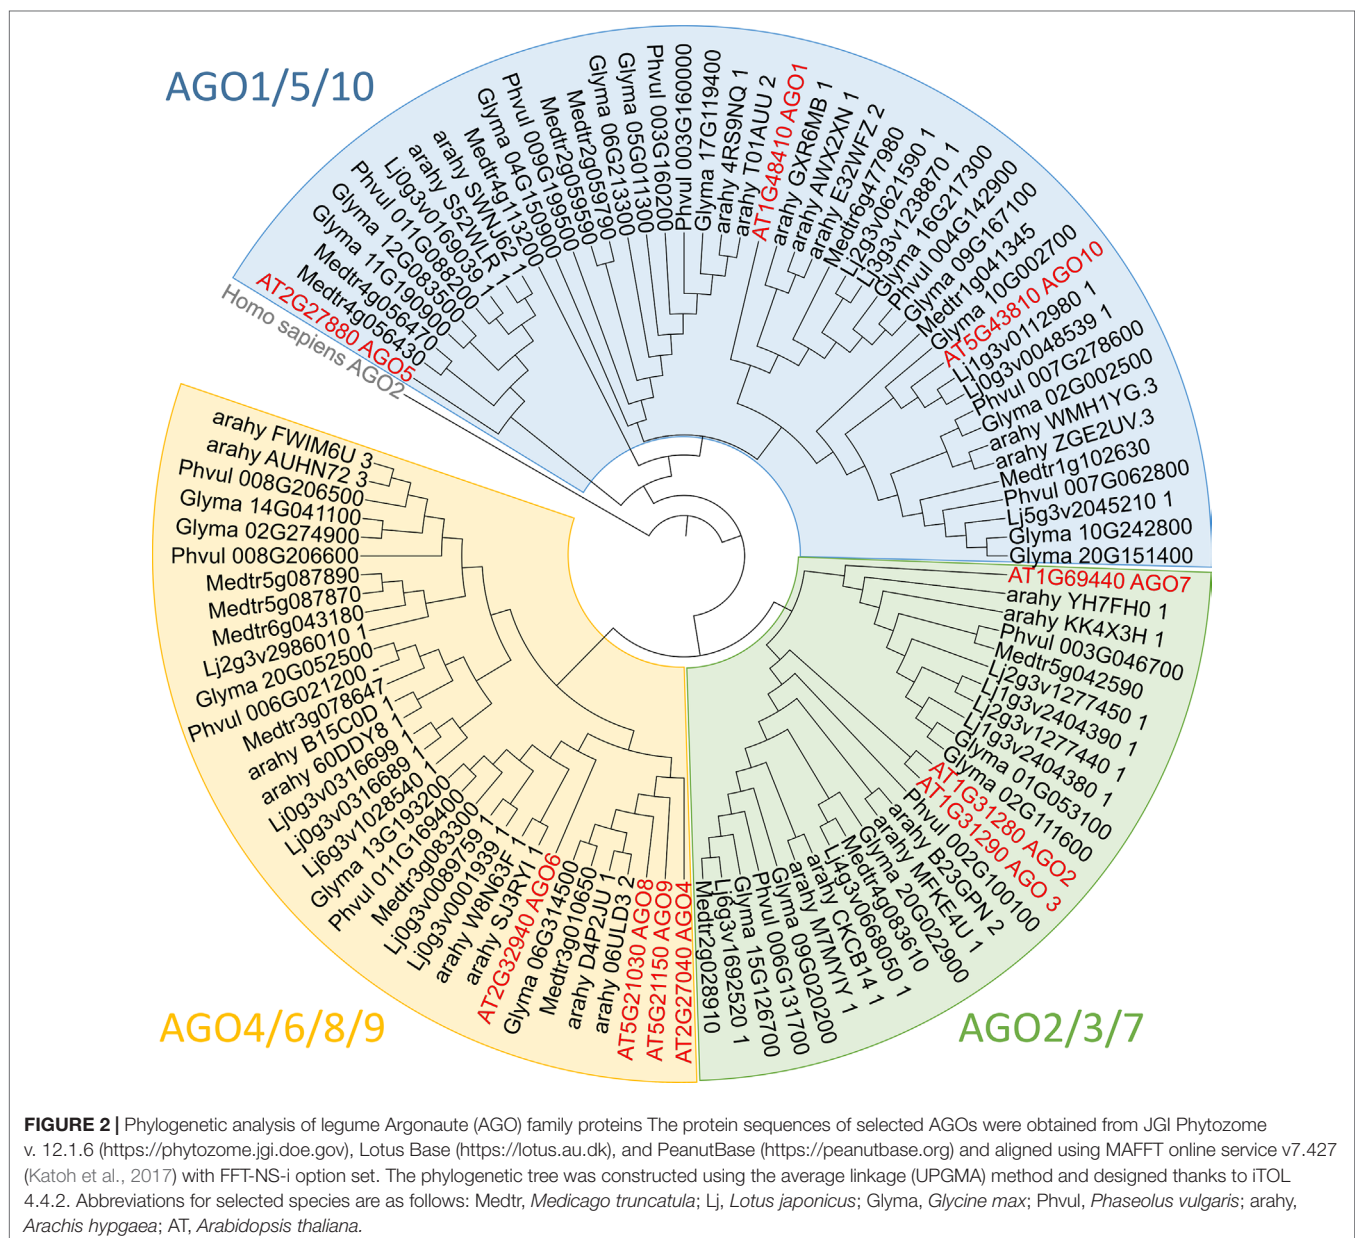 AGO1/5/10
Homo sapiens AGO2
AT2G27880 AGO5
Medtr4g056430
Medtr4g056470
Glyma 11G190900
Glyma 12G083500
Phvul 011G088200
Lj0g3v0169039 1
arahy S52WLR 1
arahy SWNJ62 1
Medtr4g113200
Glyma 04G150900
Phvul 009G199500
Medtr2g059590
Medtr2g059790
Glyma 06G213300
Glyma 05G011300
Phvul 003G160200
Phvul 003G160000
Glyma 17G119400
arahy 4RS9NQ 1
arahy T01AUU 2
AT1G48410 AGO1
arahy GXR6MB 1
arahy AWX2XN 1
arahy E32WFZ 2
Medtr6g477980
Lj2g3v0621590 1
Lj3g3v1238870 1
Glyma 16G217300
Phvul 004G142900
Glyma 09G167100
Medtr1g041345
Glyma 10G002700
AT5G43810 AGO10
Lj1g3v0112980 1
Lj0g3v0048539 1
Phvul 007G278600
Glyma 02G002500
arahy WMH1YG.3
arahy ZGE2UV.3
Medtr1g102630
Phvul 007G062800
Lj5g3v2045210 1
Glyma 10G242800
Glyma 20G151400
AT1G69440 AGO7
arahy YH7FH0 1
arahy KK4X3H 1
Phvul 003G046700
Medtr5g042590
Lj2g3v1277450 1
Lj1g3v2404390 1
Lj2g3v1277440 1
Lj1g3v2404380 1
Glyma 01G053100
Glyma 02G111600
AT1G31280 AGO2
AT1G31290 AGO 3
Phvul 002G100100
arahy B23GPN 2
arahy MFKE4U 1
Glyma 20G022900
Medtr4g083610
Lj4g3v0668050 1
arahy CKCB14 1
arahy M7MYIY 1
Glyma 09G020200
Phvul 006G131700
Glyma 15G126700
Lj6g3v1692520 1
Medtr2g028910
AGO2/3/7
AT2G27040 AGO4
AT5G21150 AGO9
AT5G21030 AGO8
arahy 06ULD3 2
arahy D4P2JU 1
Medtr3g010650
Glyma 06G314500
AT2G32940 AGO6
arahy SJ3RYI 1
arahy W8N63F 1
Lj0g3v0001939 1
Lj0g3v0089759 1
Medtr3g083300
Phvul 011G169400
Glyma 13G193200
Lj6g3v1028540 1
Lj0g3v0316689 1
Lj0g3v0316699 1
arahy 60DDY8 1
arahy B15C0D 1
Medtr3g078647
Phvul 006G021200 -
Glyma 20G052500
Lj2g3v2986010 1
Medtr6g043180
Medtr5g087870
Medtr5g087890
Phvul 008G206600
Glyma 02G274900
Glyma 14G041100
Phvul 008G206500
arahy AUHN72 3
arahy FWIM6U 3
AGO4/6/8/9
FIGURE 2 | Phylogenetic analysis of legume Argonaute (AGO) family proteins The protein sequences of selected AGOs were obtained from JGI Phytozome
v. 12.1.6 (https://phytozome.jgi.doe.gov), Lotus Base (https://lotus.au.dk), and PeanutBase (https://peanutbase.org) and aligned using MAFFT online service v7.427
(Katoh et al., 2017) with FFT-NS-i option set. The phylogenetic tree was constructed using the average linkage (UPGMA) method and designed thanks to iTOL
4.4.2. Abbreviations for selected species are as follows: Medtr, Medicago truncatula; Lj, Lotus japonicus; Glyma, Glycine max; Phvul, Phaseolus vulgaris; arahy,
Arachis hypgaea; AT, Arabidopsis thaliana.